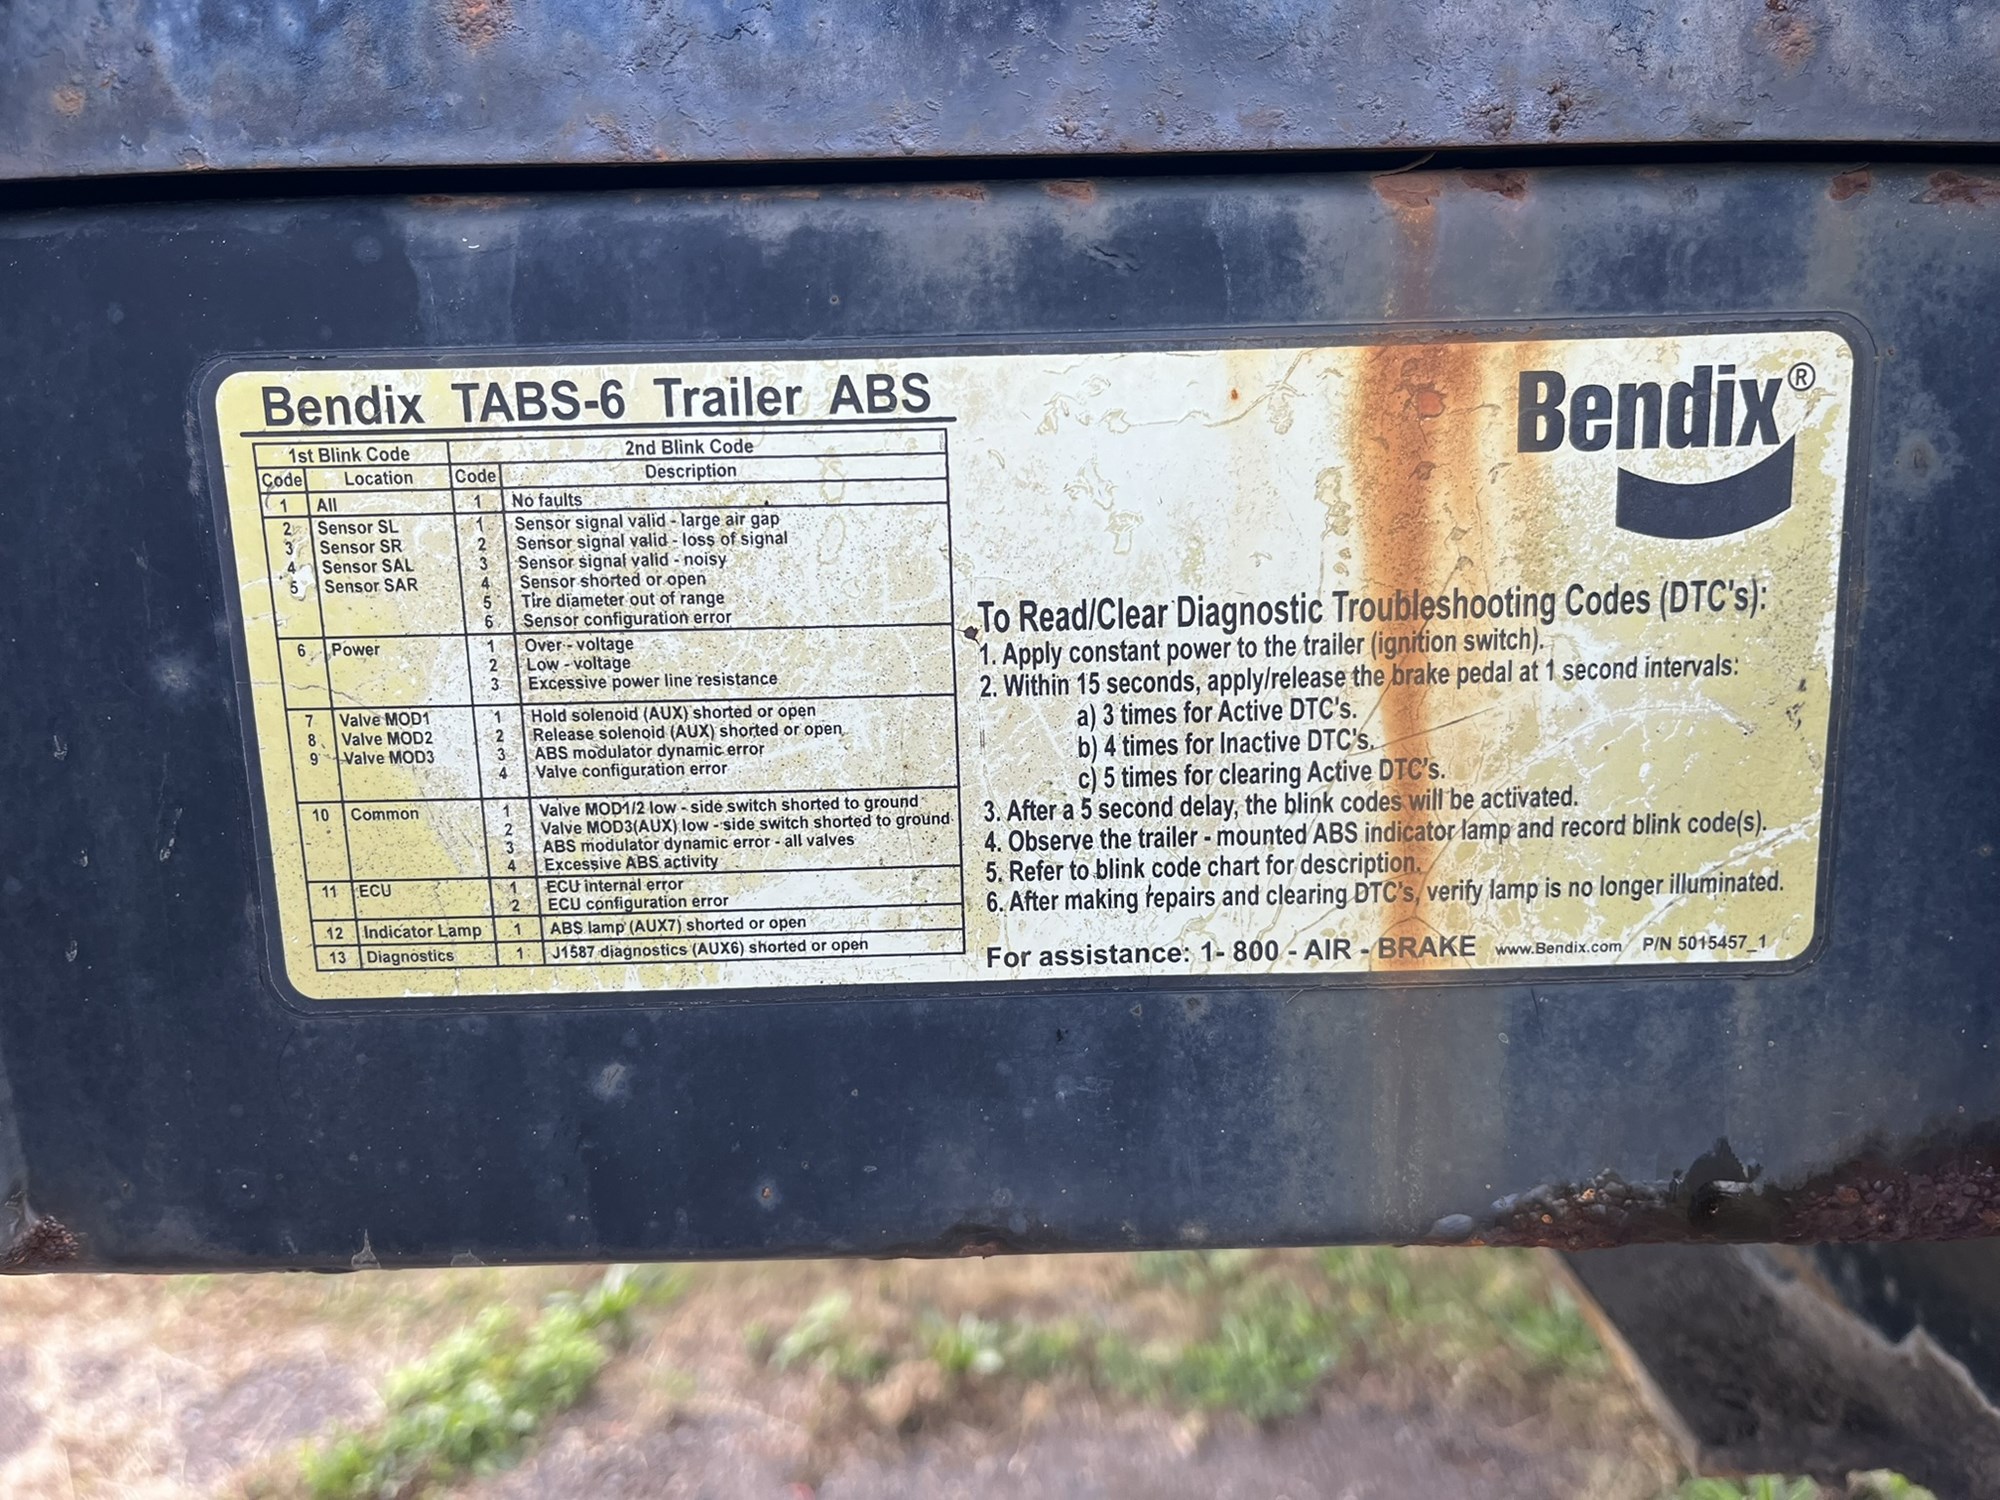 Bendix TABS-6 Trailer ABS
1st Blink Code 2nd Blink Code
Code Location Code Description
1 All 1 No faults
2 Sensor SL 1 Sensor signal valid - large air gap
3 Sensor SR 2 Sensor signal valid - loss of signal
4 Sensor SAL 3 Sensor signal valid - noisy
5 Sensor SAR 4 Sensor shorted or open
5 Tire diameter out of range
6 Sensor configuration error
6 Power 1 Over - voltage
2 Low - voltage
3 Excessive power line resistance
7 Valve MOD1 1 Hold solenoid (AUX) shorted or open
8 Valve MOD2 2 Release solenoid (AUX) shorted or open
9 Valve MOD3 3 ABS modulator dynamic error
4 Valve configuration error
10 Common 1 Valve MOD1/2 low - side switch shorted to ground
2 Valve MOD3(AUX) low - side switch shorted to ground
3 ABS modulator dynamic error - all valves
4 Excessive ABS activity
11 ECU 1 ECU internal error
2 ECU configuration error
12 Indicator Lamp 1 ABS lamp (AUX7) shorted or open
13 Diagnostics 1 J1587 diagnostics (AUX6) shorted or open
Bendix®
To Read/Clear Diagnostic Troubleshooting Codes (DTC's):
1. Apply constant power to the trailer (ignition switch).
2. Within 15 seconds, apply/release the brake pedal at 1 second intervals:
a) 3 times for Active DTC's.
b) 4 times for Inactive DTC's.
c) 5 times for clearing Active DTC's.
3. After a 5 second delay, the blink codes will be activated.
4. Observe the trailer - mounted ABS indicator lamp and record blink code(s).
5. Refer to blink code chart for description.
6. After making repairs and clearing DTC's, verify lamp is no longer illuminated.
For assistance: 1- 800 - AIR - BRAKE www.Bendix.com P/N 5015457_1